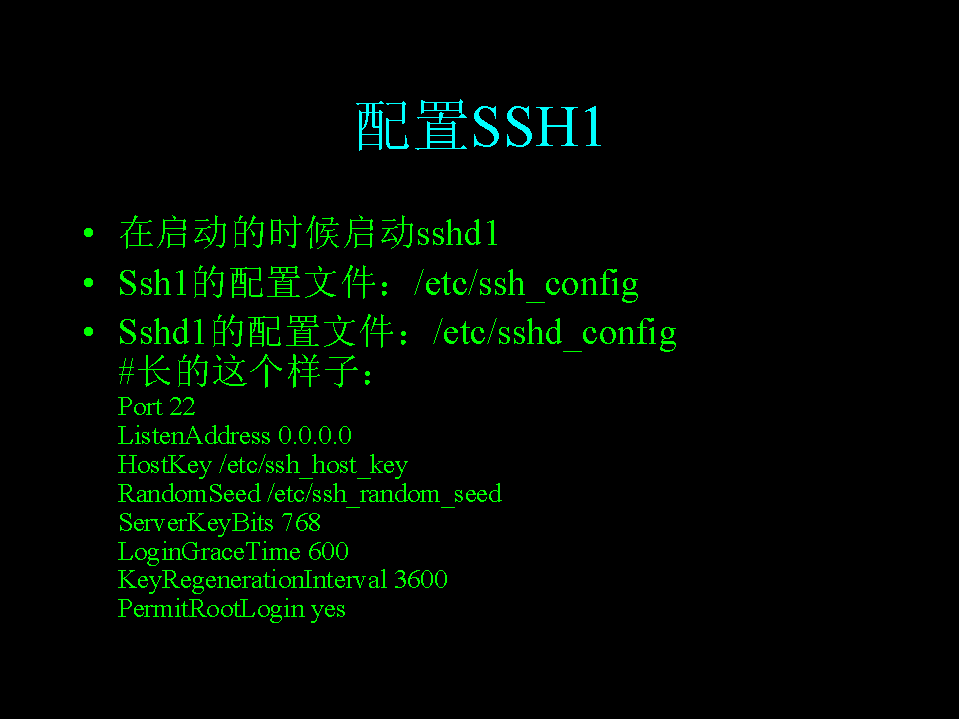 配置SSH1
• 在启动的时候启动sshd1
• Ssh1的配置文件：/etc/ssh_config
• Sshd1的配置文件：/etc/sshd_config
#长的这个样子：
Port 22
ListenAddress 0.0.0.0
HostKey /etc/ssh_host_key
RandomSeed /etc/ssh_random_seed
ServerKeyBits 768
LoginGraceTime 600
KeyRegenerationInterval 3600
PermitRootLogin yes